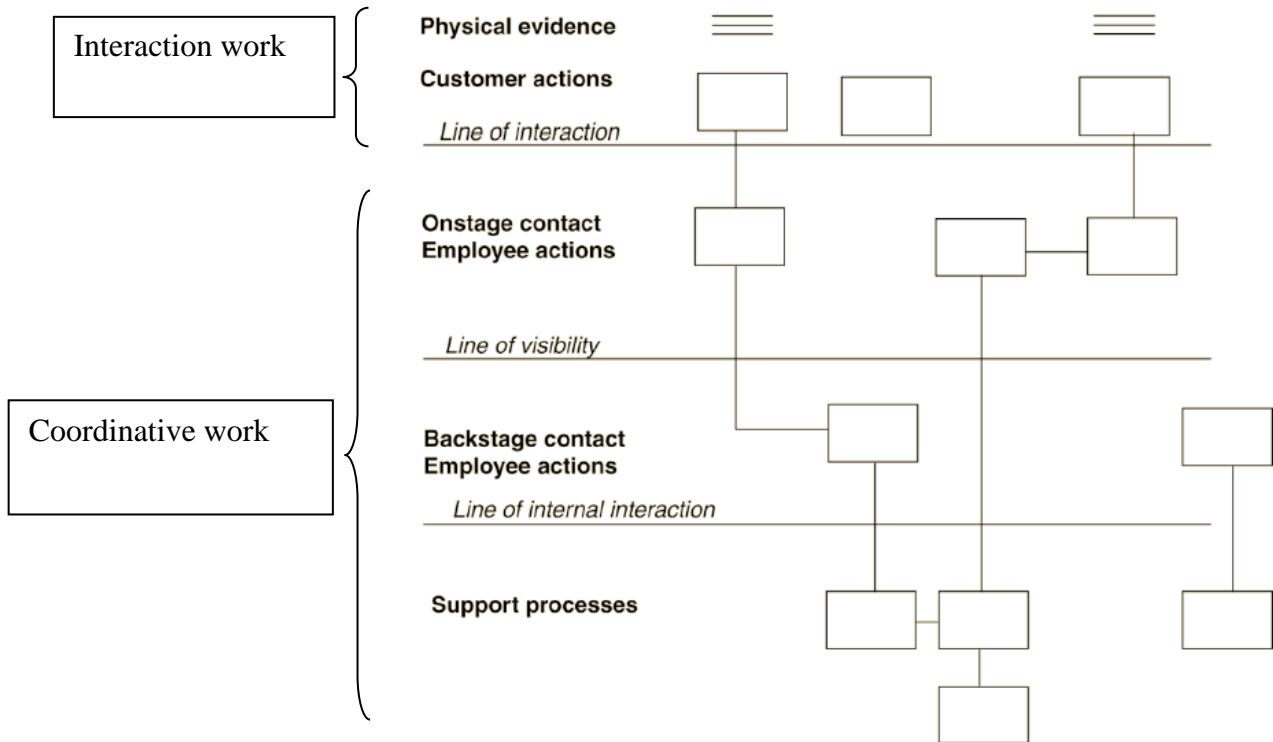 Interaction work
Physical evidence
Customer actions
Line of interaction
Onstage contact
Employee actions
Line of visibility
Coordinative work
Backstage contact
Employee actions
Line of internal interaction
Support processes